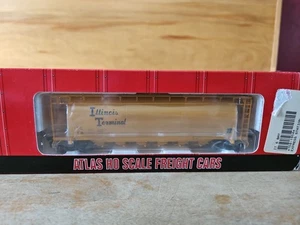 Illinois
Terminal
ATLAS HO SCALE FREIGHT CARS